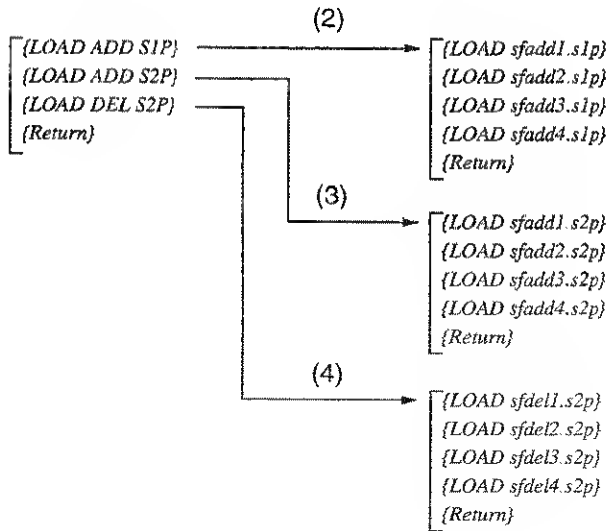 (2)
{LOAD ADD S1P}
{LOAD ADD S2P}
{LOAD DEL S2P}
{Return}
{LOAD sfadd1.s1p}
{LOAD sfadd2.s1p}
{LOAD sfadd3.s1p}
{LOAD sfadd4.s1p}
{Return}
(3)
{LOAD sfadd1.s2p}
{LOAD sfadd2.s2p}
{LOAD sfadd3.s2p}
{LOAD sfadd4.s2p}
{Return}
(4)
{LOAD sfdel1.s2p}
{LOAD sfdel2.s2p}
{LOAD sfdel3.s2p}
{LOAD sfdel4.s2p}
{Return}